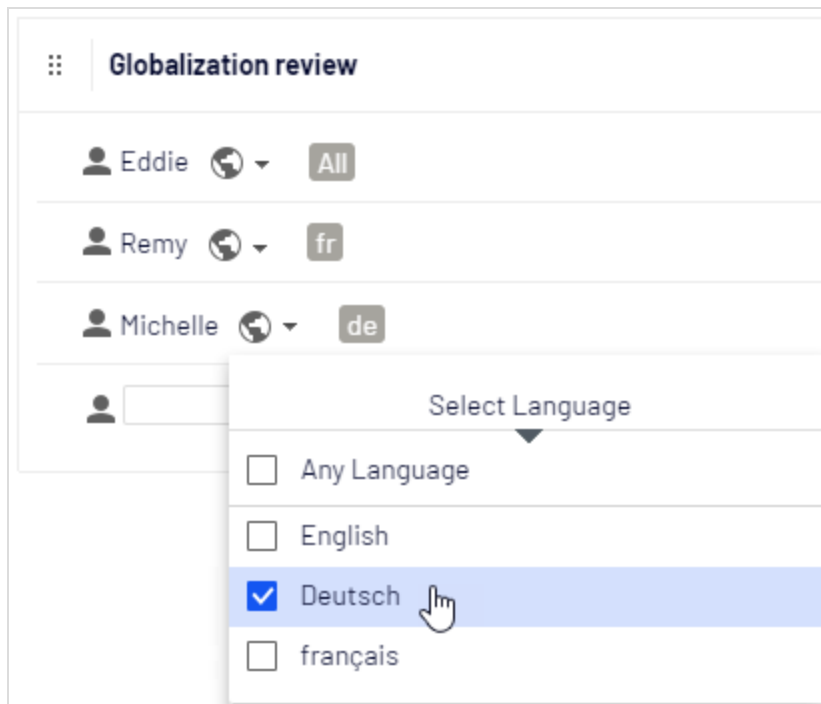 Globalization review
Eddie All
Remy fr
Michelle de
Select Language
Any Language
English
Deutsch
français